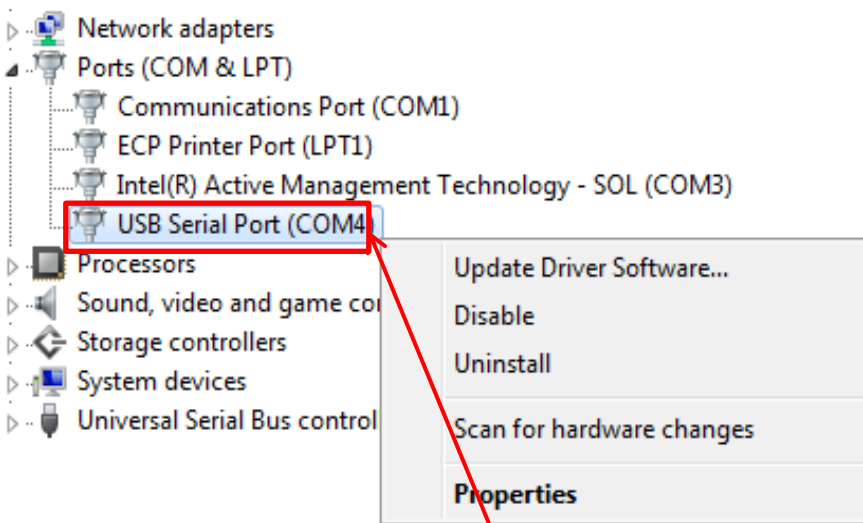 Network adapters
Ports (COM & LPT)
Communications Port (COM1)
ECP Printer Port (LPT1)
Intel(R) Active Management Technology - SOL (COM3)
USB Serial Port (COM4)
Processors
Update Driver Software...
Sound, video and game co
Disable
Storage controllers
Uninstall
System devices
Universal Serial Bus control
Scan for hardware changes
Properties